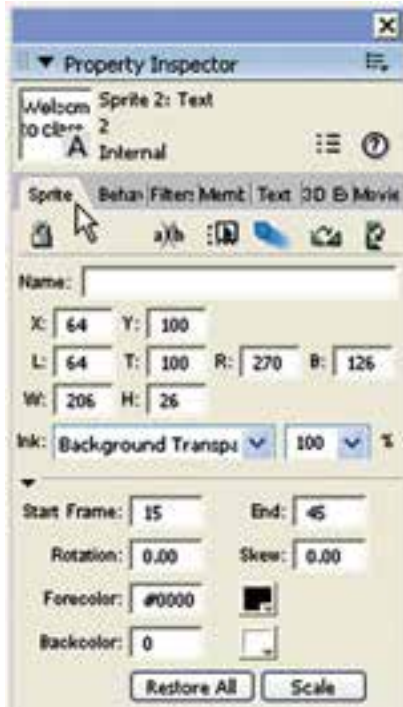 Property Inspector
Welcom
to class
A
Sprite 2: Text
2
Internal
Sprite Behav Filter: Memb Text 3D E Movie
a)(b
Name:
X: 64 Y: 100
L: 64 T: 100 R: 270 B: 126
W: 206 H: 26
Ink: Background Transpa 100 %
Start Frame: 15 End: 45
Rotation: 0.00 Skew: 0.00
Forecolor: #0000
Backcolor: 0
Restore All Scale